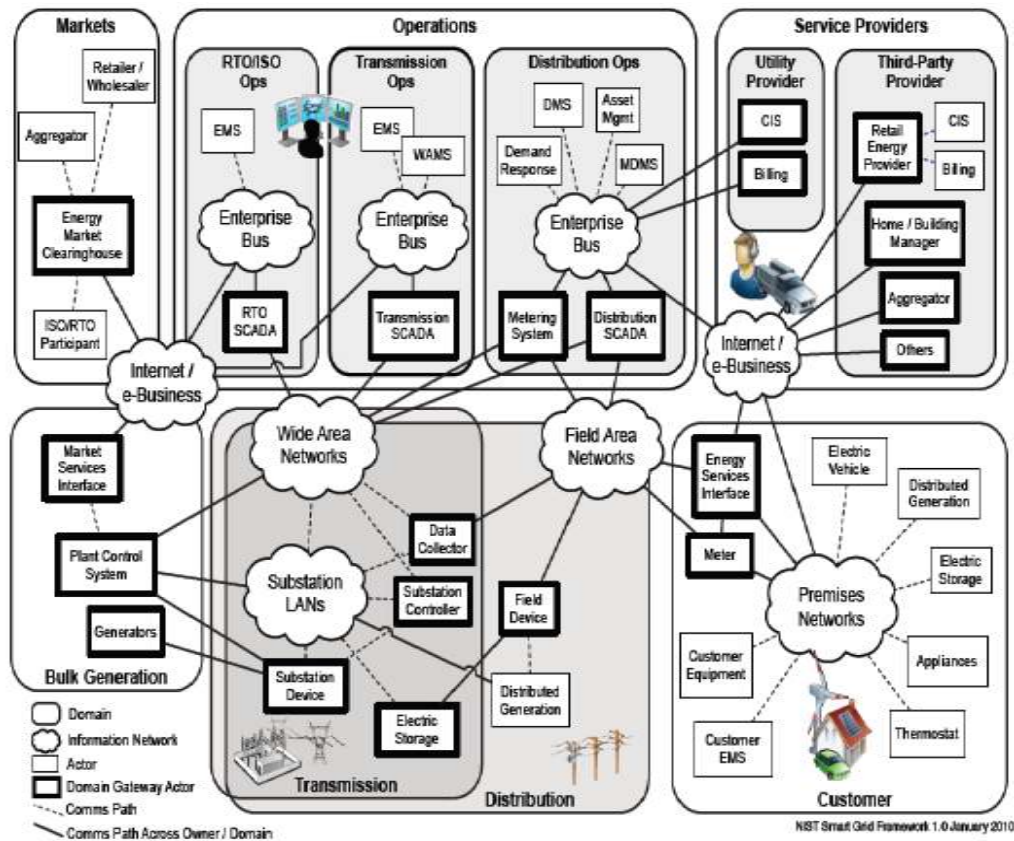 Markets
Operations
Service Providers
RTO/ISO
Ops
Transmission
Ops
Distribution Ops
Utility
Provider
Third-Party
Provider
Retailer /
Wholesaler
Aggregator
Energy
Market
Clearinghouse
ISO/RTO
Participant
EMS
Enterprise
Bus
RTO
SCADA
EMS
WAMS
Enterprise
Bus
Transmission
SCADA
DMS
Asset
Mgmt
Demand
Response
MDMS
Enterprise
Bus
Metering
System
Distribution
SCADA
CIS
Billing
Retail
Energy
Provider
CIS
Billing
Home / Building
Manager
Aggregator
Others
Internet /
e-Business
Internet /
e-Business
Market
Services
Interface
Plant Control
System
Generators
Bulk Generation
Wide Area
Networks
Field Area
Networks
Data
Collector
Substation
LANs
Substation
Controller
Field
Device
Substation
Device
Electric
Storage
Distributed
Generation
Transmission
Distribution
Energy
Services
Interface
Meter
Electric
Vehicle
Distributed
Generation
Electric
Storage
Premises
Networks
Customer
Equipment
Appliances
Customer
EMS
Thermostat
Customer
Domain
Information Network
Actor
Domain Gateway Actor
Comms Path
Comms Path Across Owner / Domain
NIST Smart Grid Framework 1.0 January 2010